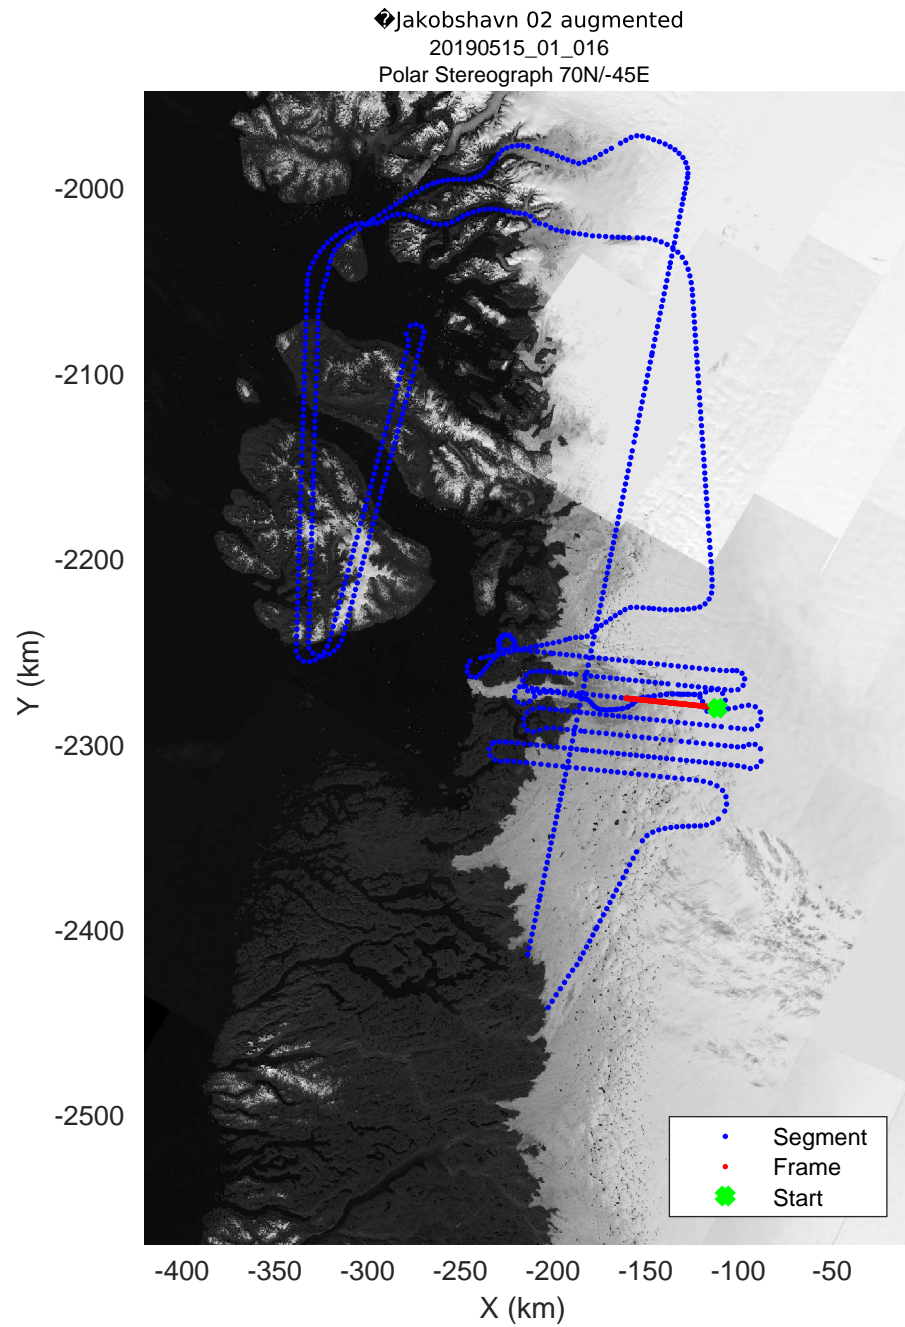 �Jakobshavn 02 augmented
20190515_01_016
Polar Stereograph 70N/-45E
-2000
-2100
-2200
-2300
-2400
-2500
Y (km)
Segment
Frame
Start
-400
-350
-300
-250
-200
-150
-100
-50
X (km)